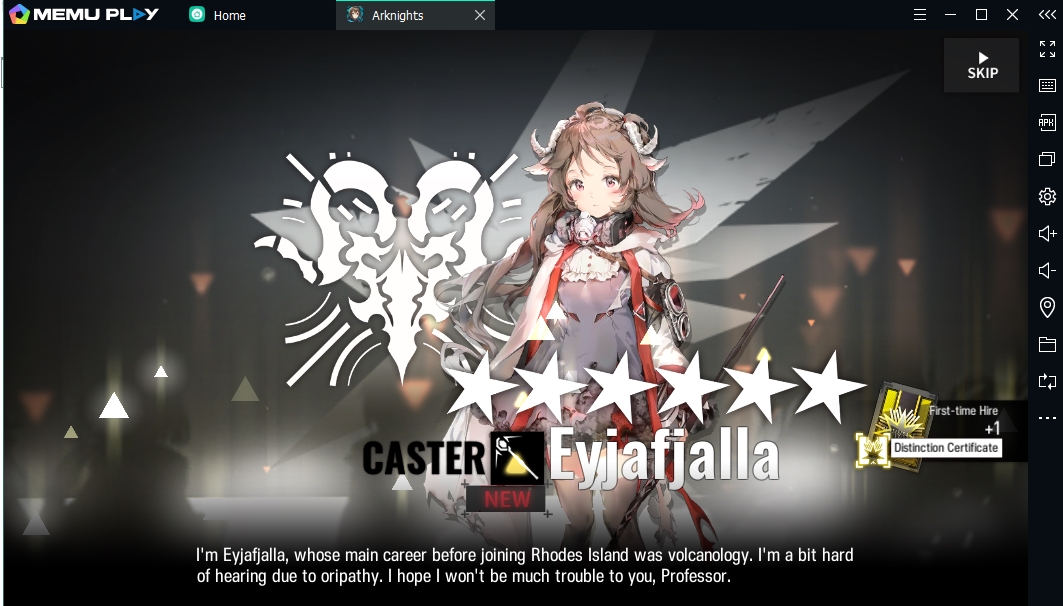 MEMU PLAY
Home
Arknights
SKIP
First-time Hire
+1
Distinction Certificate
CASTER
Eyjafjalla
NEW
I'm Eyjafjalla, whose main career before joining Rhodes Island was volcanology. I'm a bit hard
of hearing due to oripathy. I hope I won't be much trouble to you, Professor.
APK